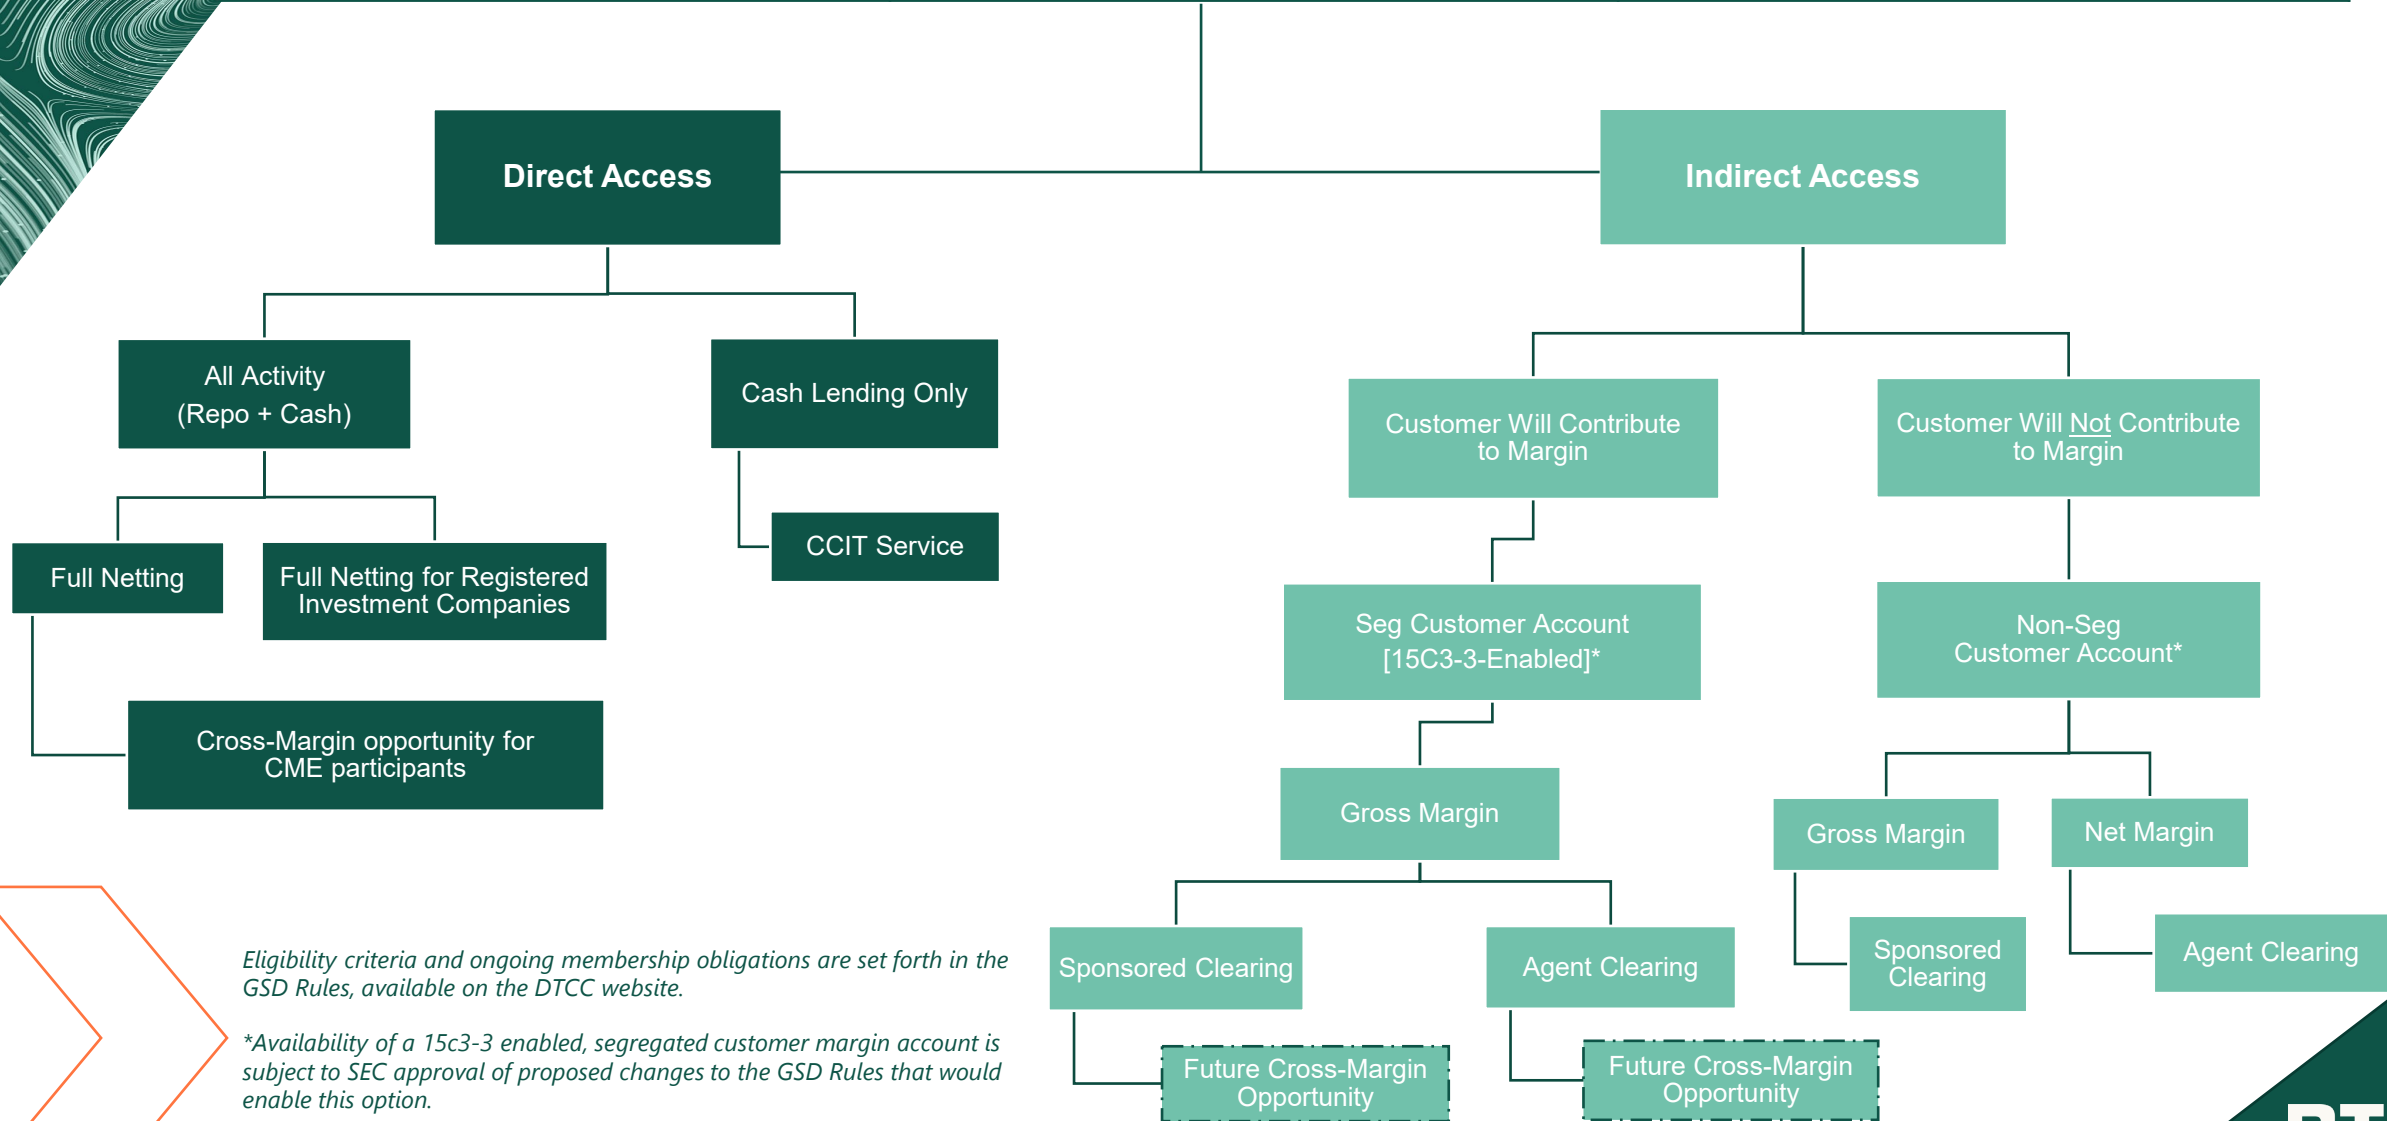 Direct Access
Indirect Access
All Activity
(Repo + Cash)
Cash Lending Only
Customer Will Contribute
to Margin
Customer Will Not Contribute
to Margin
CCIT Service
Full Netting
Full Netting for Registered
Investment Companies
Seg Customer Account
[15C3-3-Enabled]*
Non-Seg
Customer Account*
Cross-Margin opportunity for
CME participants
Gross Margin
Gross Margin
Net Margin
Sponsored Clearing
Agent Clearing
Sponsored
Clearing
Agent Clearing
Future Cross-Margin
Opportunity
Future Cross-Margin
Opportunity
Eligibility criteria and ongoing membership obligations are set forth in the
GSD Rules, available on the DTCC website.
*Availability of a 15c3-3 enabled, segregated customer margin account is
subject to SEC approval of proposed changes to the GSD Rules that would
enable this option.